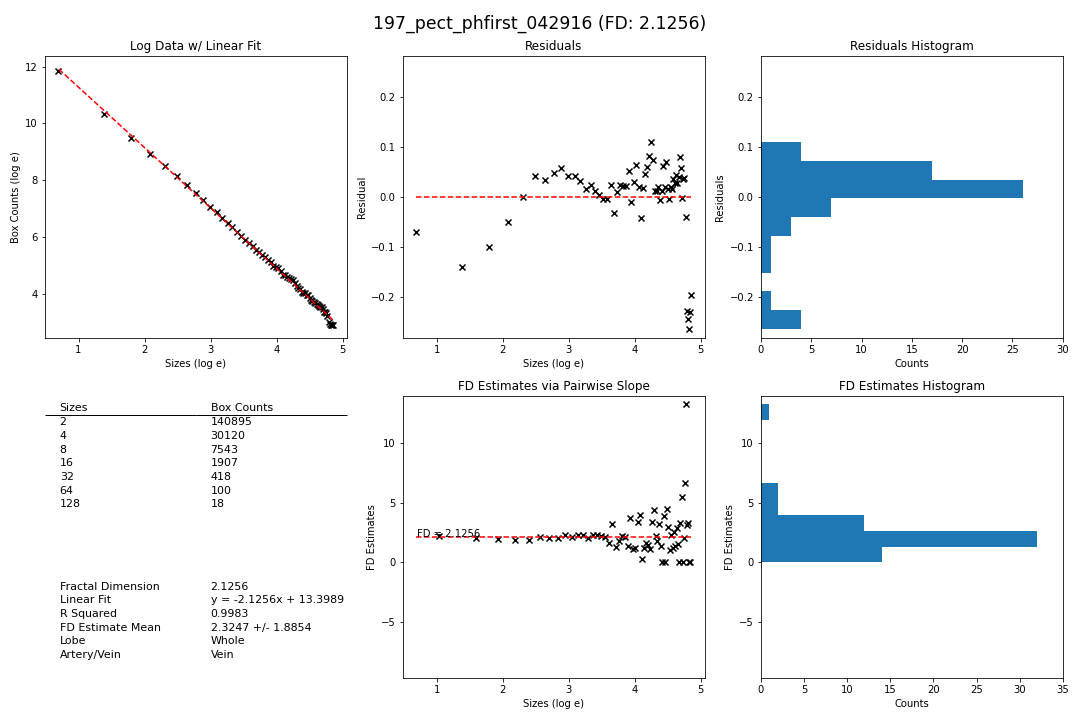 197_pect_phfirst_042916 (FD: 2.1256)
Log Data w/ Linear Fit
Box Counts (log e)
12
10
8
6
4
1
2
3
4
5
Sizes (log e)
Residuals
Residual
0.2
0.1
0.0
−0.1
−0.2
1
2
3
4
5
Sizes (log e)
Residuals Histogram
Residuals
0.2
0.1
0.0
−0.1
−0.2
0
5
10
15
20
25
30
Counts
Sizes Box Counts
2 140895
4 30120
8 7543
16 1907
32 418
64 100
128 18
Fractal Dimension 2.1256
Linear Fit y = -2.1256x + 13.3989
R Squared 0.9983
FD Estimate Mean 2.3247 +/- 1.8854
Lobe Whole
Artery/Vein Vein
FD Estimates via Pairwise Slope
FD Estimates
10
5
0
−5
FD = 2.1256
1
2
3
4
5
Sizes (log e)
FD Estimates Histogram
FD Estimates
10
5
0
−5
0
5
10
15
20
25
30
35
Counts